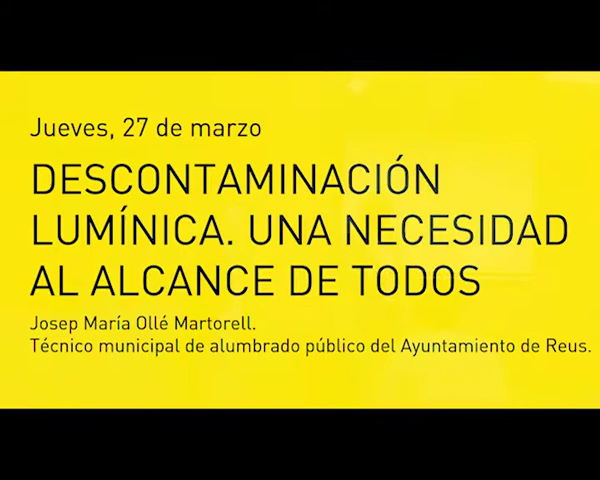 Jueves, 27 de marzo
DESCONTAMINACIÓN
LUMÍNICA. UNA NECESIDAD
AL ALCANCE DE TODOS
Josep María Ollé Martorell.
Técnico municipal de alumbrado público del Ayuntamiento de Reus.